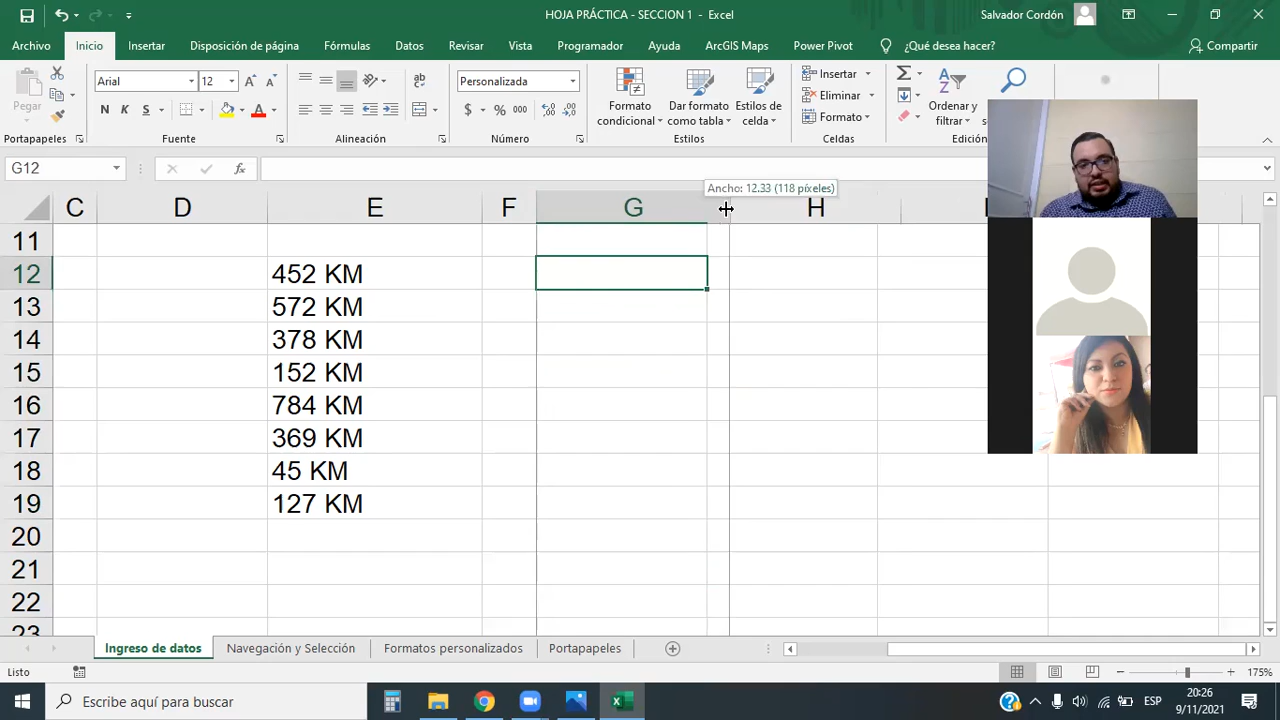 HOJA PRÁCTICA - SECCION 1 - Excel
Salvador Cordón
Archivo Inicio Insertar Disposición de página Fórmulas Datos Revisar Vista Programador Ayuda ArcGIS Maps Power Pivot ¿Qué desea hacer? Compartir
Pegar
Arial 12
N K S
ab
Personalizada
$ % 000
Formato condicional
Dar formato como tabla
Estilos de celda
Insertar
Eliminar
Formato
Ordenar y filtrar
Portapapeles Fuente Alineación Número Estilos Celdas
G12
fx
Ancho: 12.33 (118 píxeles)
C D E F G H
11
12 452 KM
13 572 KM
14 378 KM
15 152 KM
16 784 KM
17 369 KM
18 45 KM
19 127 KM
20
21
22
23
Ingreso de datos Navegación y Selección Formatos personalizados Portapapeles
Listo
175%
Escribe aquí para buscar
ESP
20:26
9/11/2021